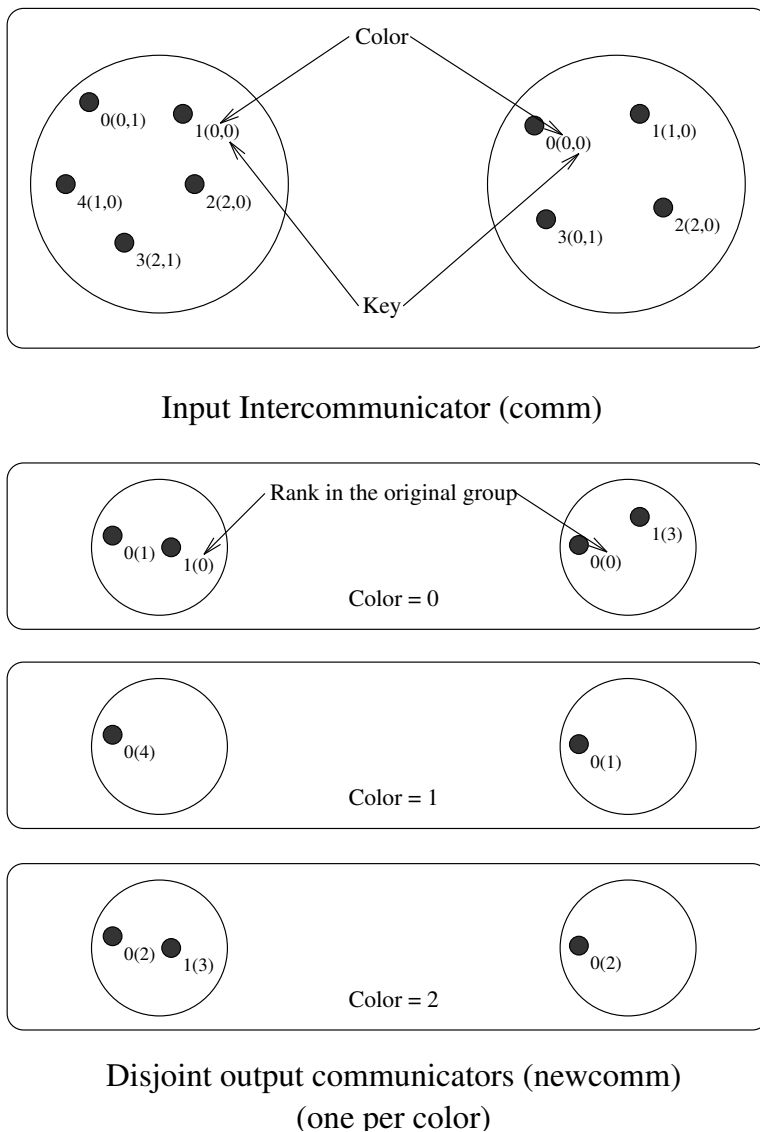 Color
0(0,1)
1(0,0)
4(1,0)
2(2,0)
3(2,1)
0(0,0)
1(1,0)
3(0,1)
2(2,0)
Key
Input Intercommunicator (comm)
Rank in the original group
0(1)
1(0)
0(0)
1(3)
Color = 0
0(4)
0(1)
Color = 1
0(2)
1(3)
0(2)
Color = 2
Disjoint output communicators (newcomm)
(one per color)